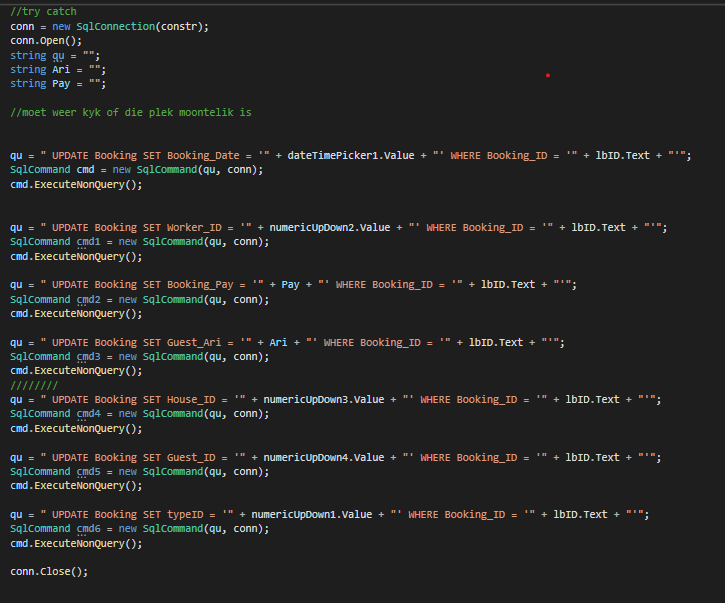 //try catch
conn = new SqlConnection(constr);
conn.Open();
string qu = "";
string Ari = "";
string Pay = "";
//moet weer kyk of die plek moontelik is
qu = " UPDATE Booking SET Booking_Date = '" + dateTimePicker1.Value + "' WHERE Booking_ID = '" + lbID.Text + "'";
SqlCommand cmd = new SqlCommand(qu, conn);
cmd.ExecuteNonQuery();
qu = " UPDATE Booking SET Worker_ID = '" + numericUpDown2.Value + "' WHERE Booking_ID = '" + lbID.Text + "'";
SqlCommand cmd1 = new SqlCommand(qu, conn);
cmd.ExecuteNonQuery();
qu = " UPDATE Booking SET Booking_Pay = '" + Pay + "' WHERE Booking_ID = '" + lbID.Text + "'";
SqlCommand cmd2 = new SqlCommand(qu, conn);
cmd.ExecuteNonQuery();
qu = " UPDATE Booking SET Guest_Ari = '" + Ari + "' WHERE Booking_ID = '" + lbID.Text + "'";
SqlCommand cmd3 = new SqlCommand(qu, conn);
cmd.ExecuteNonQuery();
////////
qu = " UPDATE Booking SET House_ID = '" + numericUpDown3.Value + "' WHERE Booking_ID = '" + lbID.Text + "'";
SqlCommand cmd4 = new SqlCommand(qu, conn);
cmd.ExecuteNonQuery();
qu = " UPDATE Booking SET Guest_ID = '" + numericUpDown4.Value + "' WHERE Booking_ID = '" + lbID.Text + "'";
SqlCommand cmd5 = new SqlCommand(qu, conn);
cmd.ExecuteNonQuery();
qu = " UPDATE Booking SET typeID = '" + numericUpDown1.Value + "' WHERE Booking_ID = '" + lbID.Text + "'";
SqlCommand cmd6 = new SqlCommand(qu, conn);
cmd.ExecuteNonQuery();
conn.Close();